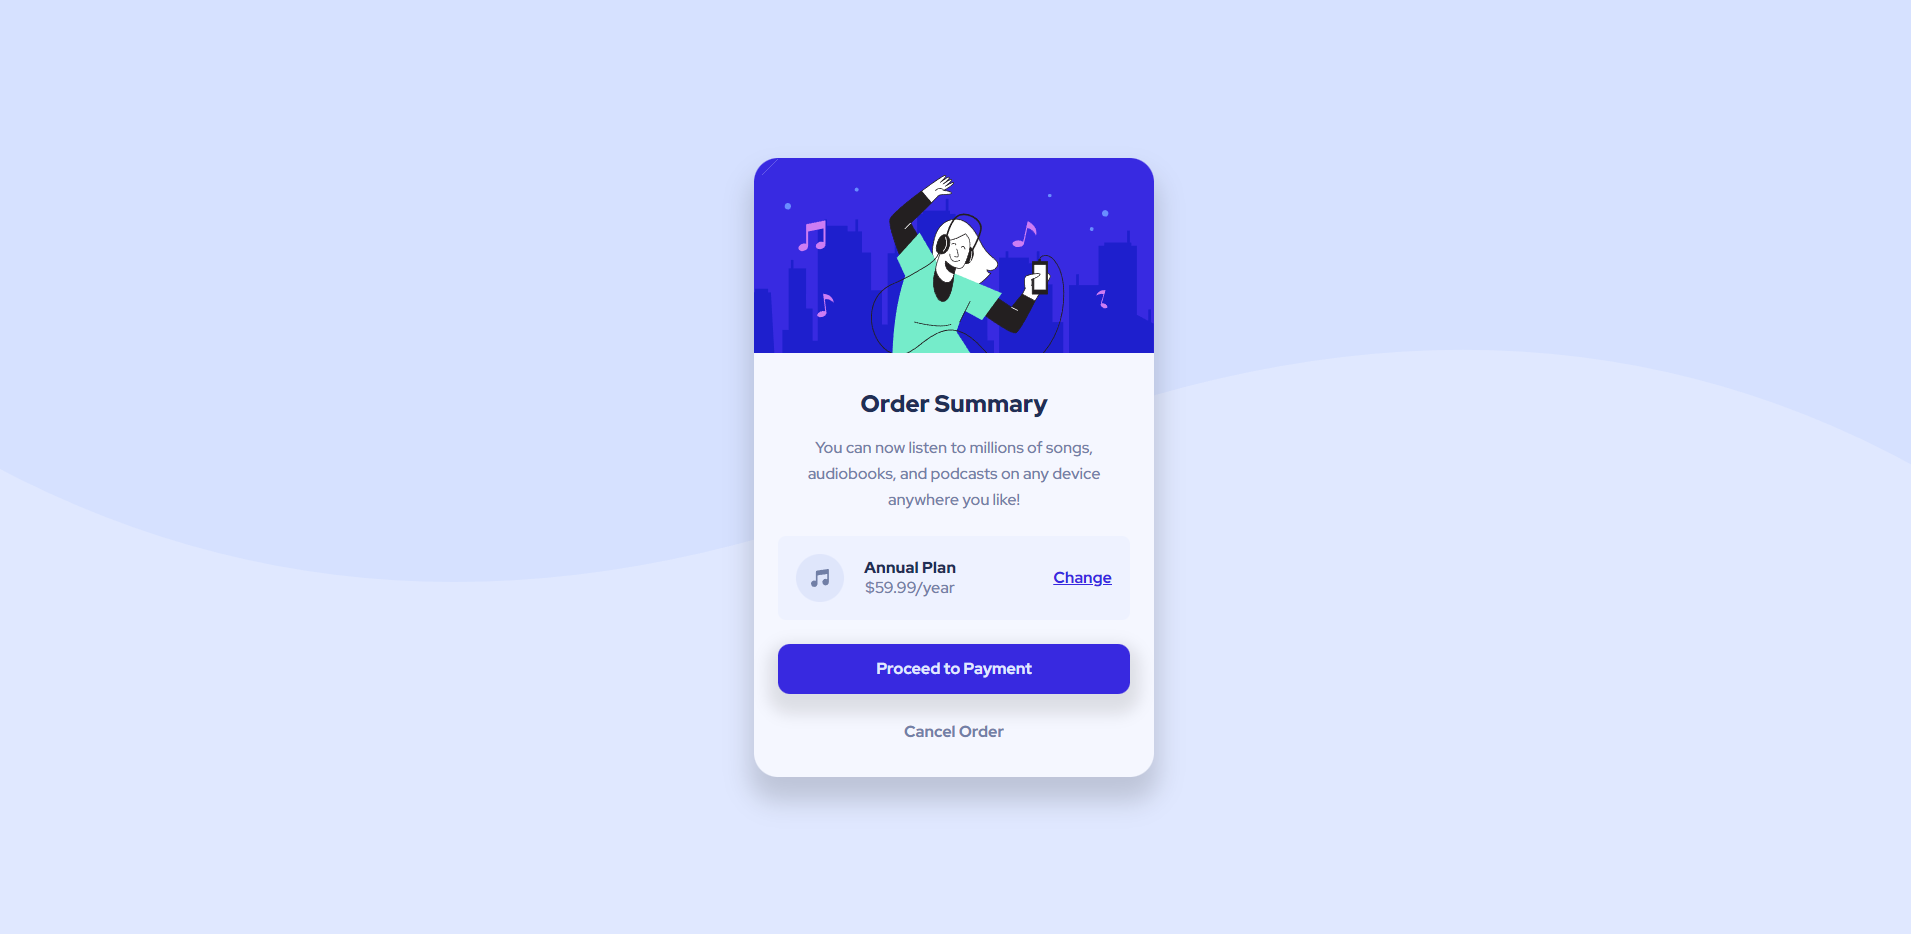 Order Summary
You can now listen to millions of songs,
audiobooks, and podcasts on any device
anywhere you like!
Annual Plan
$59.99/year
Change
Proceed to Payment
Cancel Order